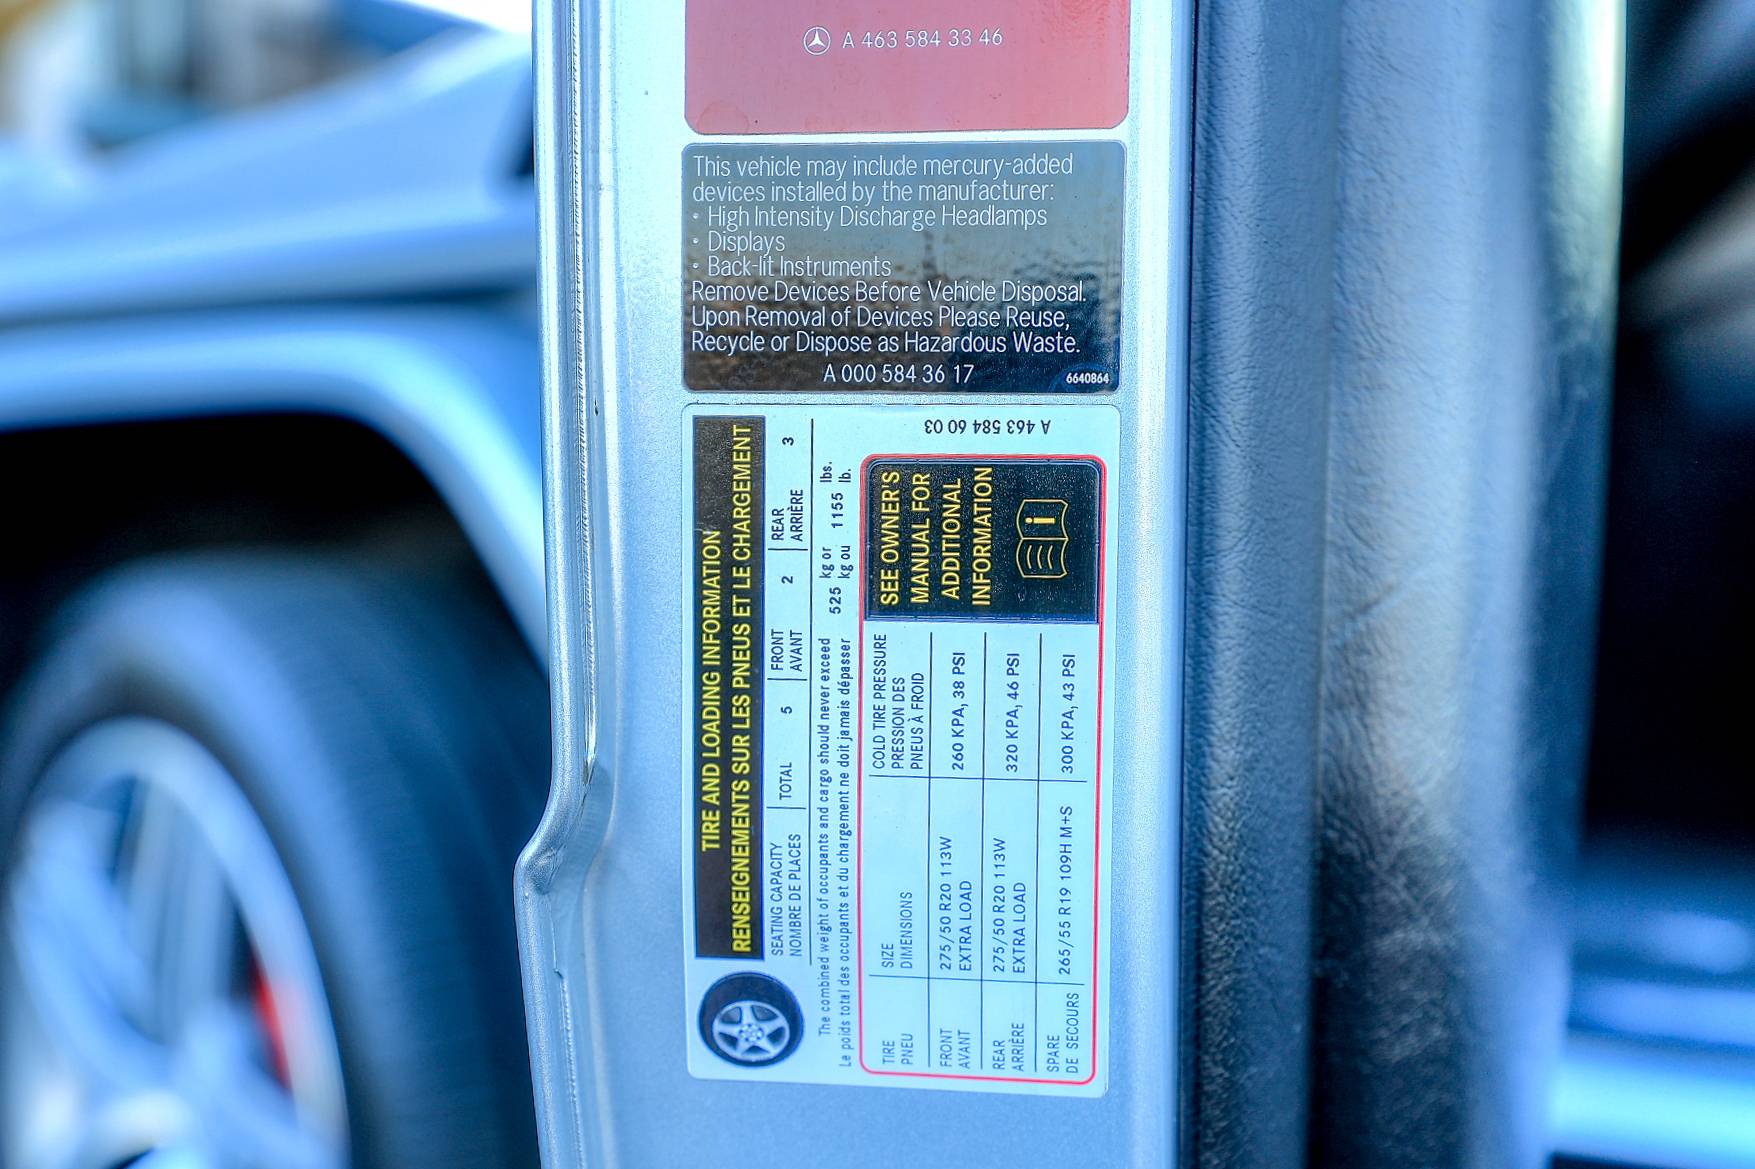 A 463 584 33 46
This vehicle may include mercury-added
devices installed by the manufacturer:
• High Intensity Discharge Headlamps
• Displays
• Back-lit Instruments
Remove Devices Before Vehicle Disposal.
Upon Removal of Devices Please Reuse,
Recycle or Dispose as Hazardous Waste.
A 000 584 36 17
6640864
A 463 584 60 03
TIRE AND LOADING INFORMATION
RENSEIGNEMENTS SUR LES PNEUS ET LE CHARGEMENT
SEATING CAPACITY TOTAL 5 FRONT 2 REAR 3
NOMBRE DE PLACES AVANT ARRIÈRE
The combined weight of occupants and cargo should never exceed 525 kg or 1155 lbs.
Le poids total des occupants et du chargement ne doit jamais dépasser kg ou lb.
TIRE SIZE COLD TIRE PRESSURE
PNEU DIMENSIONS PRESSION DES
PNEUS À FROID
FRONT 275/50 R20 113W 260 KPA, 38 PSI
AVANT EXTRA LOAD
REAR 275/50 R20 113W 320 KPA, 46 PSI
ARRIÈRE EXTRA LOAD
SPARE 265/55 R19 109H M+S 300 KPA, 43 PSI
DE SECOURS
SEE OWNER'S
MANUAL FOR
ADDITIONAL
INFORMATION